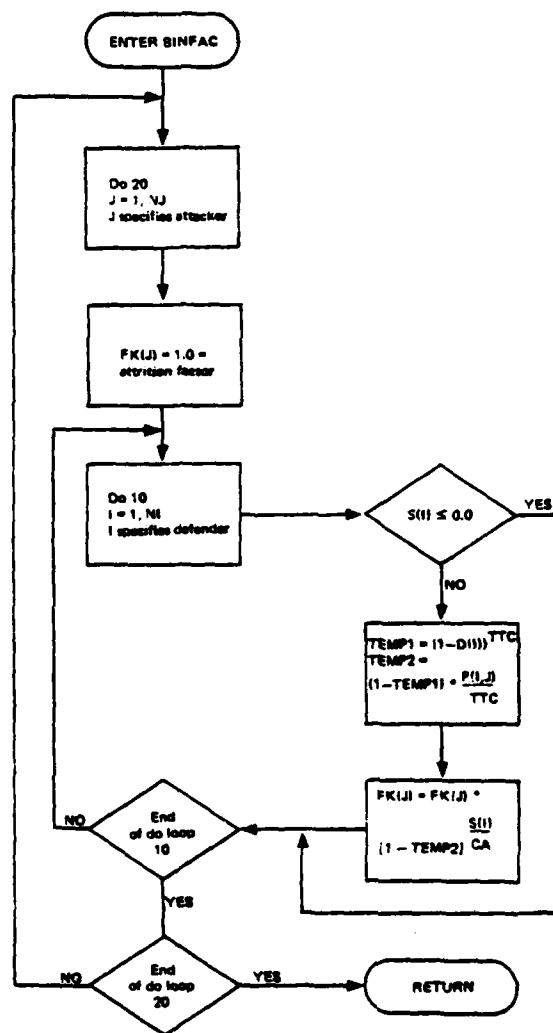 ENTER SINFAC
Do 20
J = 1, NJ
J specifies attacker
FK(J) = 1.0 =
attrition factor
Do 10
I = 1, NI
I specifies defender
S(I) ≤ 0.0
YES
NO
TEMP1 = (1-D(I)) TTC
TEMP2 =
(1-TEMP1) * P(I,J)
TTC
FK(J) = FK(J) *
S(I)
[1 - TEMP2] CA
NO
End
of do loop
10
YES
NO
End
of do loop
20
YES
RETURN